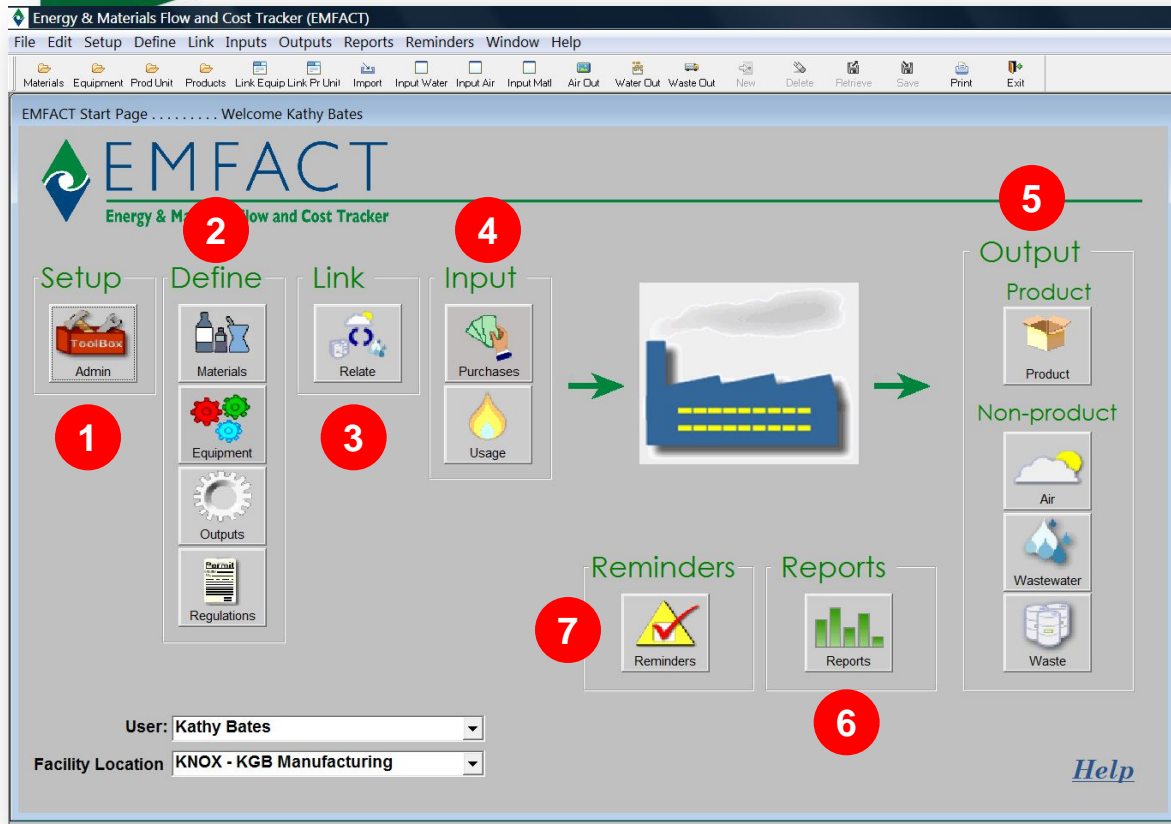 Energy & Materials Flow and Cost Tracker (EMFACT)
File Edit Setup Define Link Inputs Outputs Reports Reminders Window Help
Materials Equipment Prod Unit Products Link Equip Link Pr Unit Import Input Water Input Air Input Matl Air Out Water Out Waste Out New Delete Retrieve Save Print Exit
EMFACT Start Page . . . . . . . . . Welcome Kathy Bates
EMFACT
Energy & Flow and Cost Tracker
2
4
5
Setup
Define
Link
Input
Output
Product
ToolBox
Admin
Materials
Relate
Purchases
Product
1
3
Equipment
Usage
Non-product
Air
Outputs
Wastewater
Permit
Regulations
Reminders
Reports
7
Reminders
Reports
Waste
6
User: Kathy Bates
Facility Location KNOX - KGB Manufacturing
Help